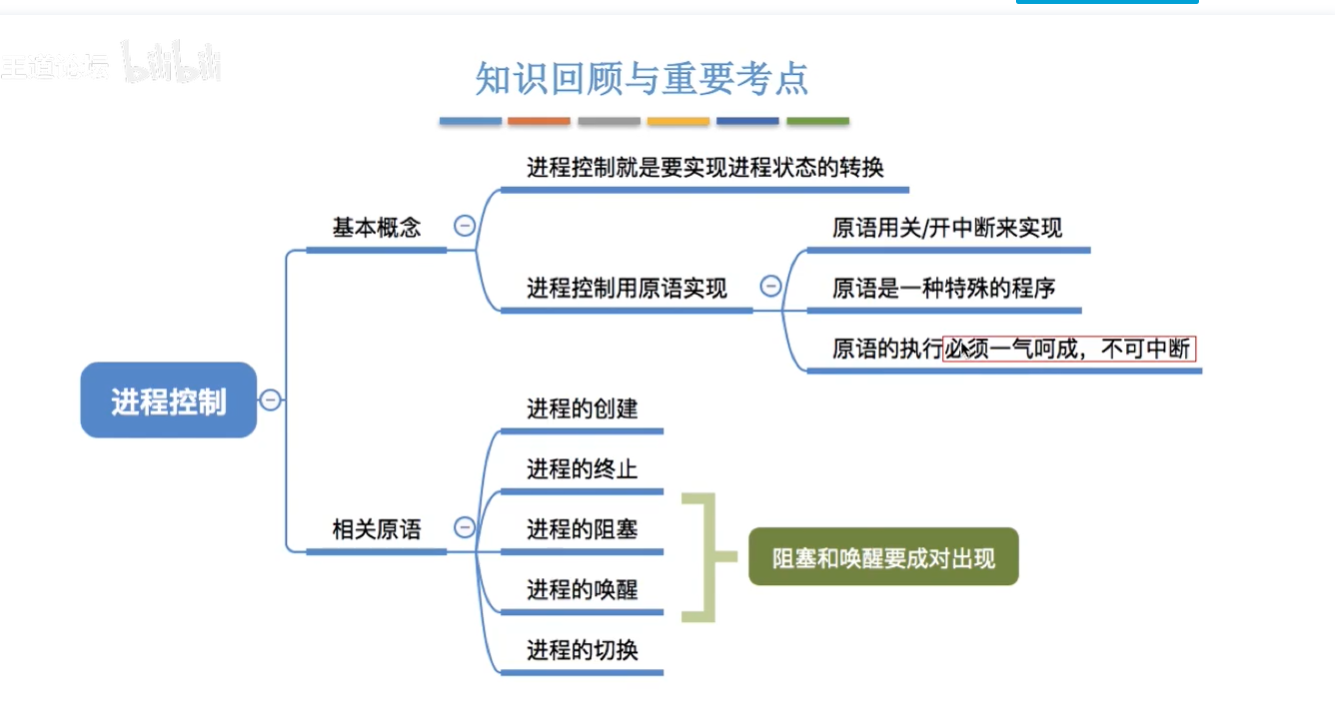 王道论坛 bilibili
知识回顾与重要考点
进程控制
基本概念
进程控制就是要实现进程状态的转换
进程控制用原语实现
原语用关/开中断来实现
原语是一种特殊的程序
原语的执行必须一气呵成，不可中断
相关原语
进程的创建
进程的终止
进程的阻塞
进程的唤醒
进程的切换
阻塞和唤醒要成对出现